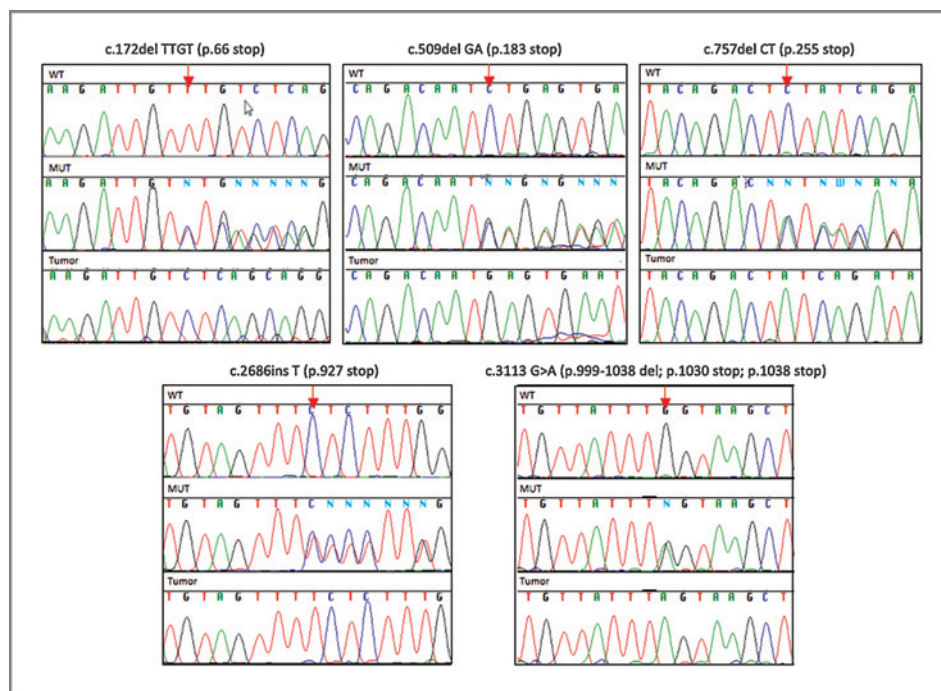 c.172del TTGT (p.66 stop)
WT
A A G A T T G T T T G T C T C A G
MUT
A A G A T T G T N T G N N N N N G
Tumor
A A G A T T G T C T C A G C A G G
c.509del GA (p.183 stop)
WT
C A G A C A A T C T G A G T G A
MUT
C A G A C A A T N N G N G N N N
Tumor
C A G A C A A T G A G T G A A T
c.757del CT (p.255 stop)
WT
T A C A G A C T C T A T C A G A
MUT
T A C A G A C N N T N W N A N A
Tumor
T A C A G A C T A T C A G A T A
c.2686ins T (p.927 stop)
WT
T G T A G T T T C T C T T T G G
MUT
T G T A G T T T C N N N N N N G
Tumor
T G T A G T T T T C T C T T T G
c.3113 G>A (p.999-1038 del; p.1030 stop; p.1038 stop)
WT
T G T T A T T T G G T A A G C T
MUT
T G T T A T T T N G T A A G C T
Tumor
T G T T A T T T A G T A A G C T